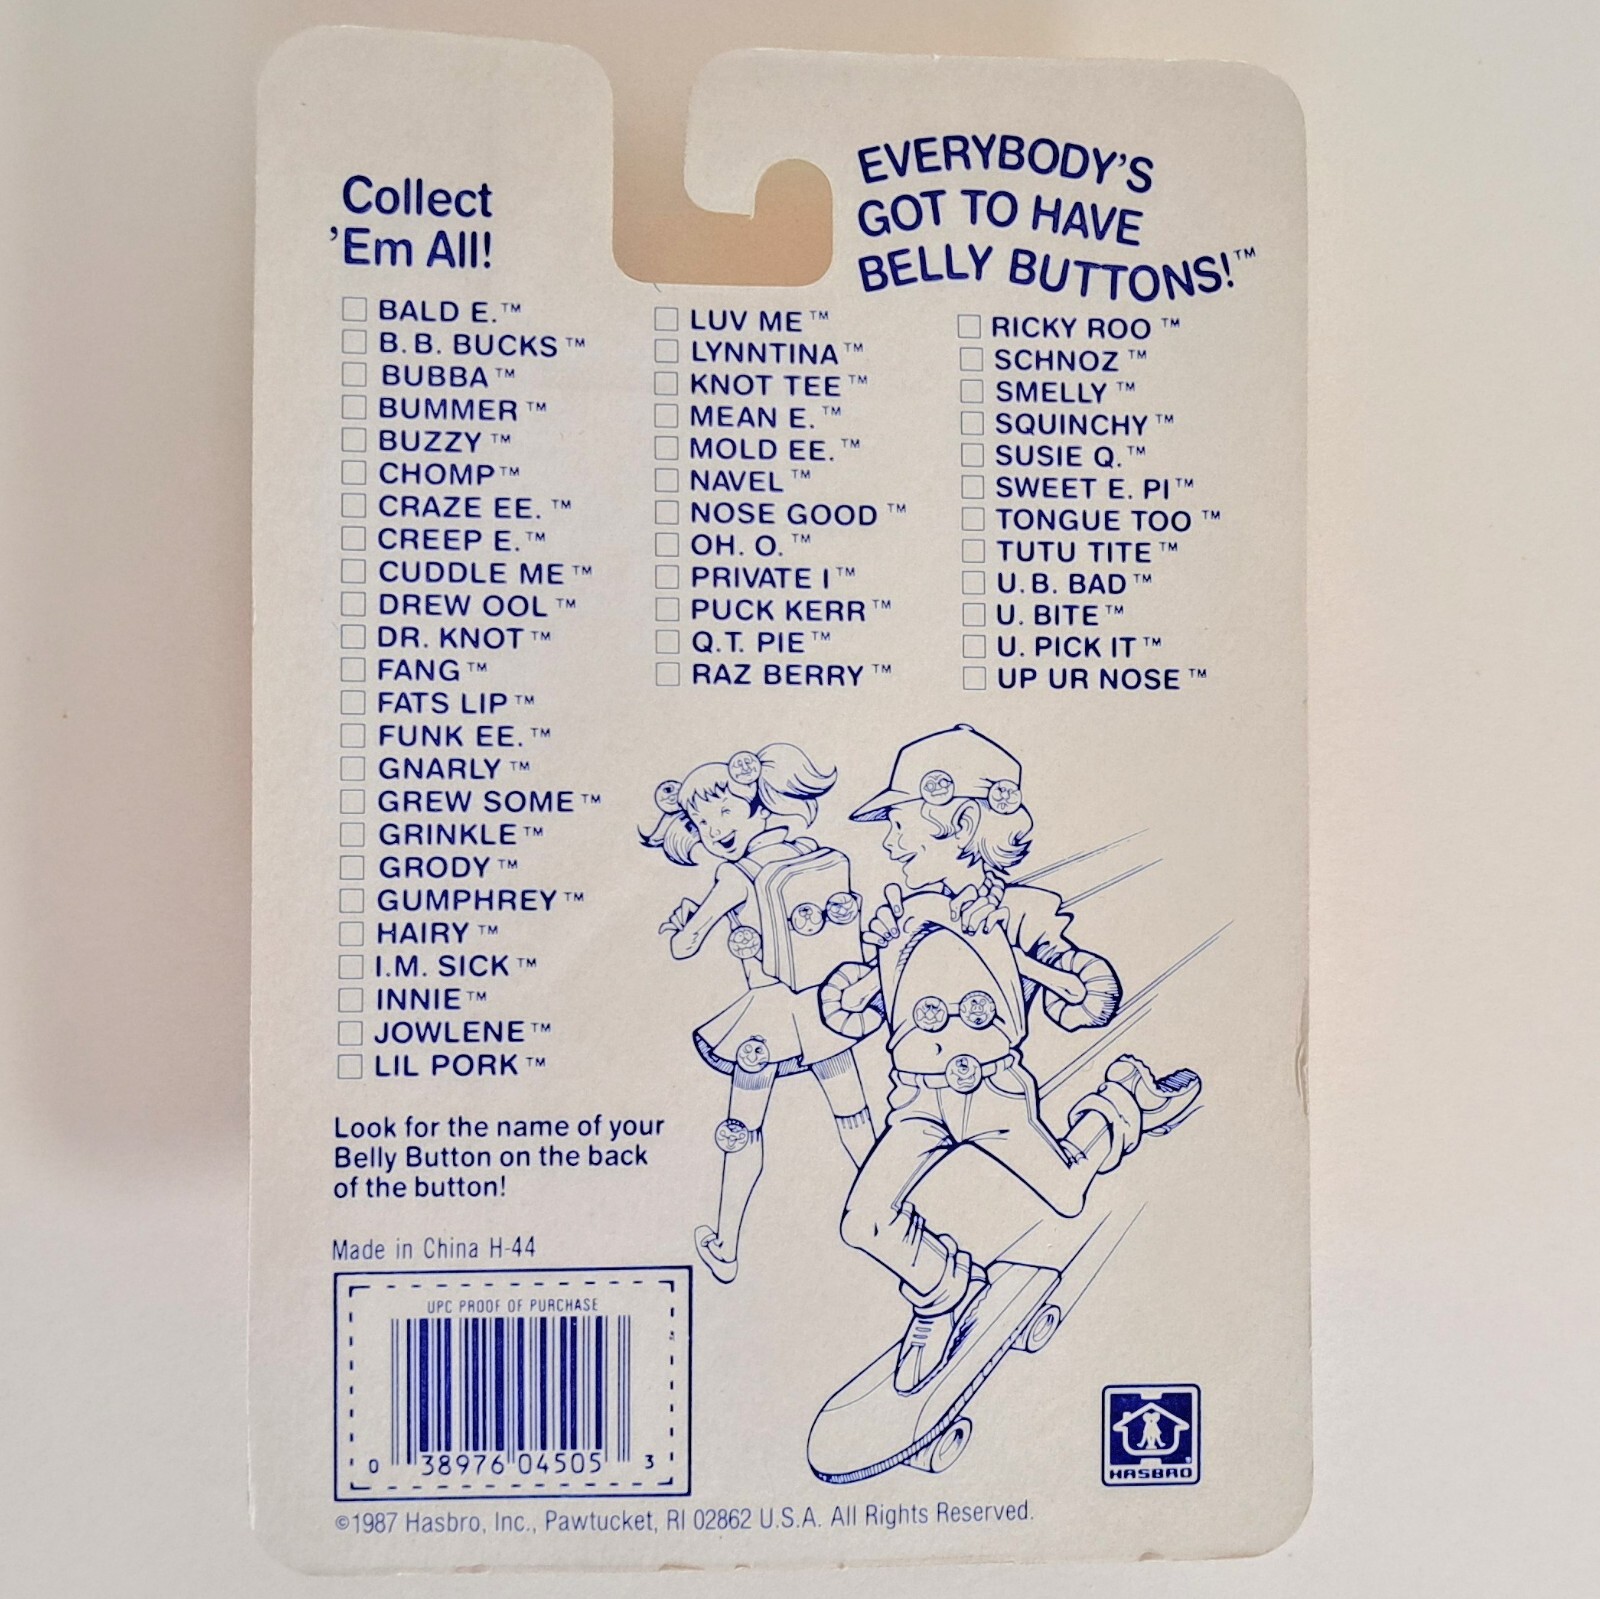 Collect
'Em All!
EVERYBODY'S
GOT TO HAVE
BELLY BUTTONS!™
BALD E.™
B. B. BUCKS™
BUBBA™
BUMMER™
BUZZY™
CHOMP™
CRAZE EE.™
CREEP E.™
CUDDLE ME™
DREW OOL™
DR. KNOT™
FANG™
FATS LIP™
FUNK EE.™
GNARLY™
GREW SOME™
GRINKLE™
GRODY™
GUMPHREY™
HAIRY™
I.M. SICK™
INNIE™
JOWLENE™
LIL PORK™
LUV ME™
LYNNTINA™
KNOT TEE™
MEAN E.™
MOLD EE.™
NAVEL™
NOSE GOOD™
OH. O.™
PRIVATE I™
PUCK KERR™
Q.T. PIE™
RAZ BERRY™
RICKY ROO™
SCHNOZ™
SMELLY™
SQUINCHY™
SUSIE Q.™
SWEET E. PI™
TONGUE TOO™
TUTU TITE™
U. B. BAD™
U. BITE™
U. PICK IT™
UP UR NOSE™
Look for the name of your
Belly Button on the back
of the button!
Made in China H-44
UPC PROOF OF PURCHASE
0 38976 04505 3
HASBRO
©1987 Hasbro, Inc., Pawtucket, RI 02862 U.S.A. All Rights Reserved.